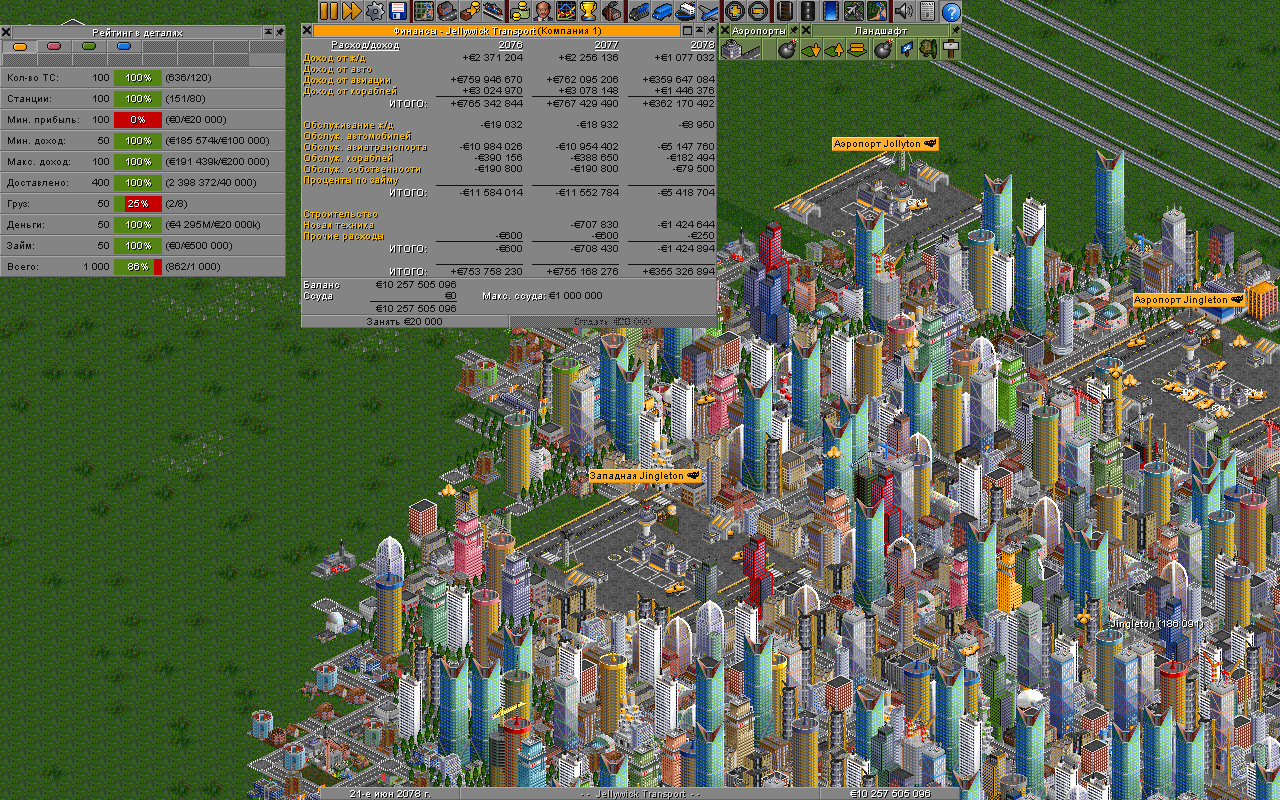 Рейтинг в деталях
Кол-во ТС: 100 100% (636/120)
Станции: 100 100% (151/80)
Мин. прибыль: 100 0% (€0/€20 000)
Мин. доход: 50 100% (€185 574k/€100 000)
Макс. доход: 100 100% (€191 439k/€200 000)
Доставлено: 400 100% (2 398 372/40 000)
Груз: 50 25% (2/8)
Деньги: 50 100% (€4 295M/€20 000k)
Займ: 50 100% (€0/€500 000)
Всего: 1 000 86% (862/1 000)
Финансы - Jellywick Transport (Компания 1)
Расход/доход 2076 2077 2078
Доход от ж/д +€2 371 204 +€2 256 136 +€1 077 032
Доход от авто
Доход от авиации +€759 946 670 +€762 095 206 +€359 647 084
Доход от кораблей +€3 024 970 +€3 078 148 +€1 446 376
ИТОГО: +€765 342 844 +€767 429 490 +€362 170 492
Обслуживание ж/д -€19 032 -€18 932 -€8 950
Обслуж. автомобилей
Обслуж. авиатранспорта -€10 984 026 -€10 954 402 -€5 147 760
Обслуж. кораблей -€390 156 -€388 650 -€182 494
Обслуж. собственности -€190 800 -€190 800 -€79 500
Проценты по займу
ИТОГО: -€11 584 014 -€11 552 784 -€5 418 704
Строительство
Новая техника -€707 830 -€1 424 644
Прочие расходы -€600 -€600 -€250
ИТОГО: -€600 -€708 430 -€1 424 894
ИТОГО: +€753 758 230 +€755 168 276 +€355 326 894
Баланс €10 257 505 096
Ссуда €0 Макс. ссуда: €1 000 000
€10 257 505 096
Занять €20 000 Отдать €20 000
Аэропорты
Ландшафт
Аэропорт Jollyton
Аэропорт Jingleton
Западная Jingleton
Jingleton (186 091)
21-е июн 2078 г. - - Jellywick Transport - - €10 257 505 096